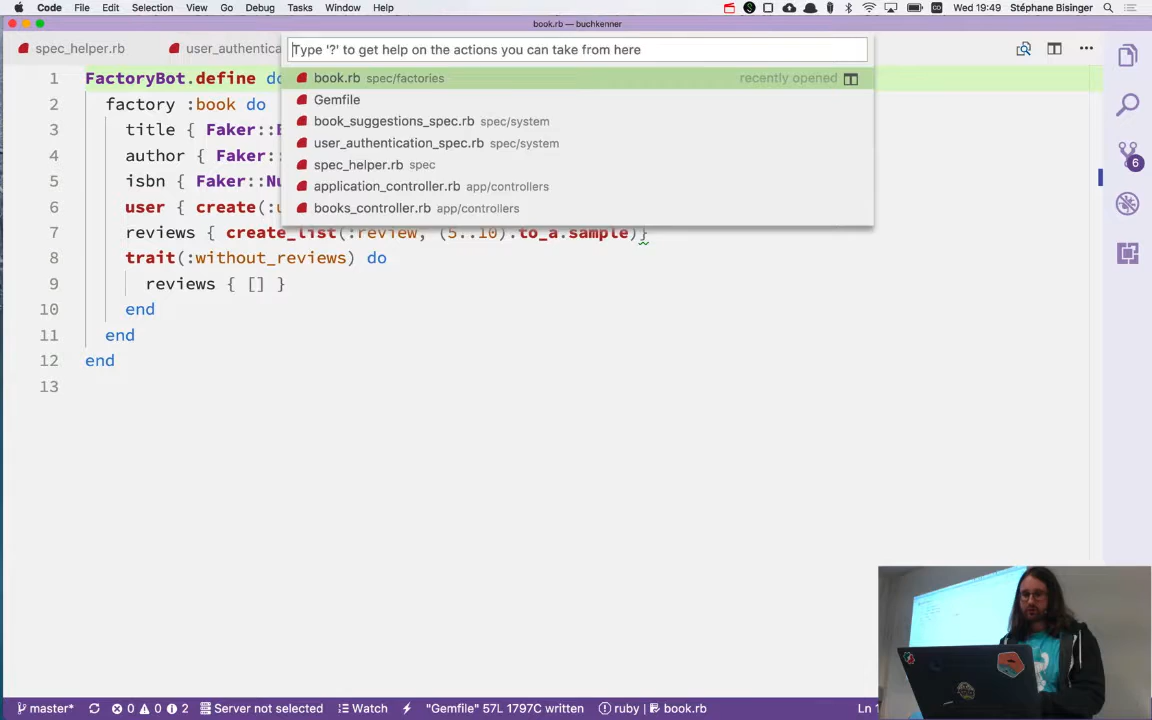 Code File Edit Selection View Go Debug Tasks Window Help Wed 19:49 Stéphane Bisinger
book.rb — buchkenner
spec_helper.rb user_authentica
Type '?' to get help on the actions you can take from here
book.rb spec/factories recently opened
Gemfile
book_suggestions_spec.rb spec/system
user_authentication_spec.rb spec/system
spec_helper.rb spec
application_controller.rb app/controllers
books_controller.rb app/controllers
1 FactoryBot.define do
2 factory :book do
3 title { Faker::
4 author { Faker:
5 isbn { Faker::Nu
6 user { create(:
7 reviews { create_list(:review, (5..10).to_a.sample)}
8 trait(:without_reviews) do
9 reviews { [] }
10 end
11 end
12 end
13
6
master* 0 0 2 Server not selected Watch "Gemfile" 57L 1797C written ruby | book.rb Ln 1